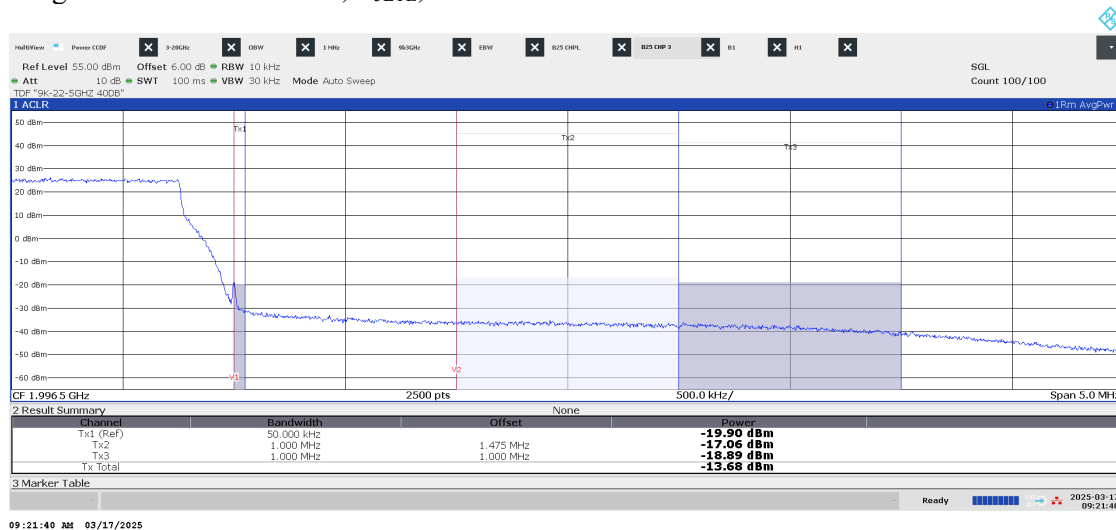 MultiView Power CCDF 3-20GHz OBW 1 MHz 9k3GHz EBW B25 CHPL B25 CHP 3 B1 H1
Ref Level 55.00 dBm Offset 6.00 dB RBW 10 kHz SGL
Att 10 dB SWT 100 ms VBW 30 kHz Mode Auto Sweep Count 100/100
TDF "9K-22-5GHZ 40DB"
1 ACLR 1Rm AvgPwr
50 dBm
Tx1 Tx2
40 dBm Tx3
30 dBm
20 dBm
10 dBm
0 dBm
-10 dBm
-20 dBm
-30 dBm
-40 dBm
-50 dBm
V2
-60 dBm V1
CF 1.9965 GHz 2500 pts 500.0 kHz/ Span 5.0 MHz
2 Result Summary None
Channel Bandwidth Offset Power
Tx1 (Ref) 50.000 kHz -19.90 dBm
Tx2 1.000 MHz 1.475 MHz -17.06 dBm
Tx3 1.000 MHz 1.000 MHz -18.89 dBm
Tx Total -13.68 dBm
3 Marker Table
Ready 2025-03-17
09:21:40
09:21:40 AM 03/17/2025